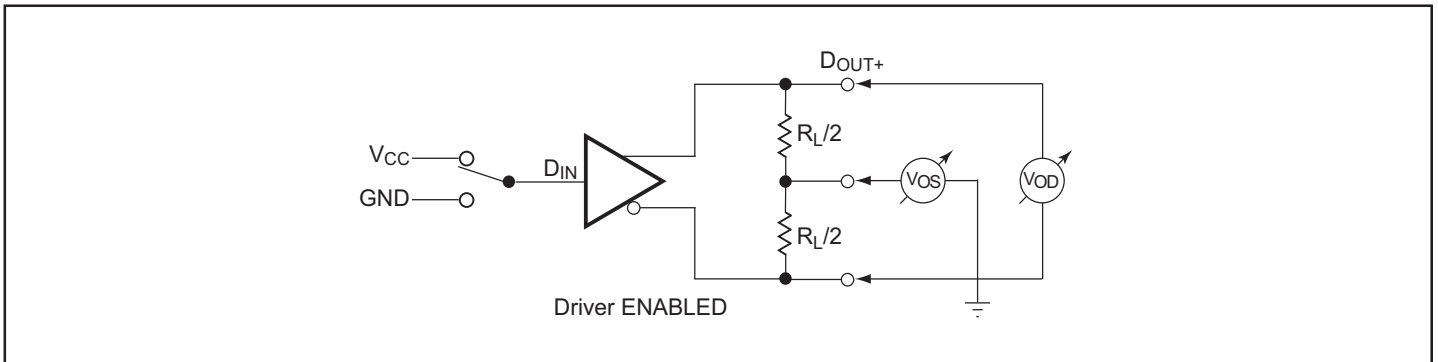 DOUT+
RL/2
VCC
DIN
VOS
VOD
GND
RL/2
Driver ENABLED